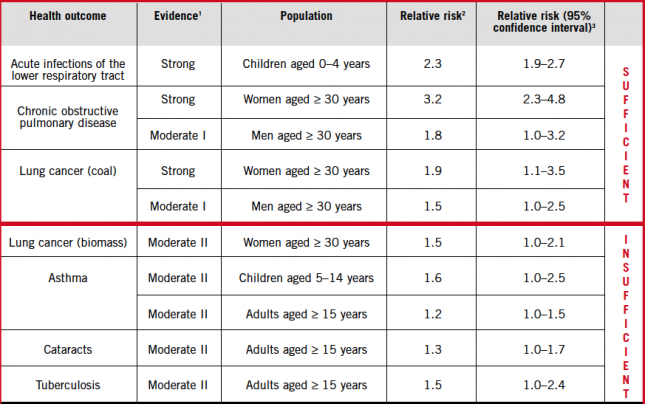 Health outcome Evidence¹ Population Relative risk² Relative risk (95%
confidence interval)³
Acute infections of the
lower respiratory tract Strong Children aged 0–4 years 2.3 1.9–2.7
Chronic obstructive
pulmonary disease Strong Women aged ≥ 30 years 3.2 2.3–4.8
Moderate I Men aged ≥ 30 years 1.8 1.0–3.2
Lung cancer (coal) Strong Women aged ≥ 30 years 1.9 1.1–3.5
Moderate I Men aged ≥ 30 years 1.5 1.0–2.5
SUFFICIENT
Lung cancer (biomass) Moderate II Women aged ≥ 30 years 1.5 1.0–2.1
Asthma Moderate II Children aged 5–14 years 1.6 1.0–2.5
Moderate II Adults aged ≥ 15 years 1.2 1.0–1.5
Cataracts Moderate II Adults aged ≥ 15 years 1.3 1.0–1.7
Tuberculosis Moderate II Adults aged ≥ 15 years 1.5 1.0–2.4
INSUFFICIENT